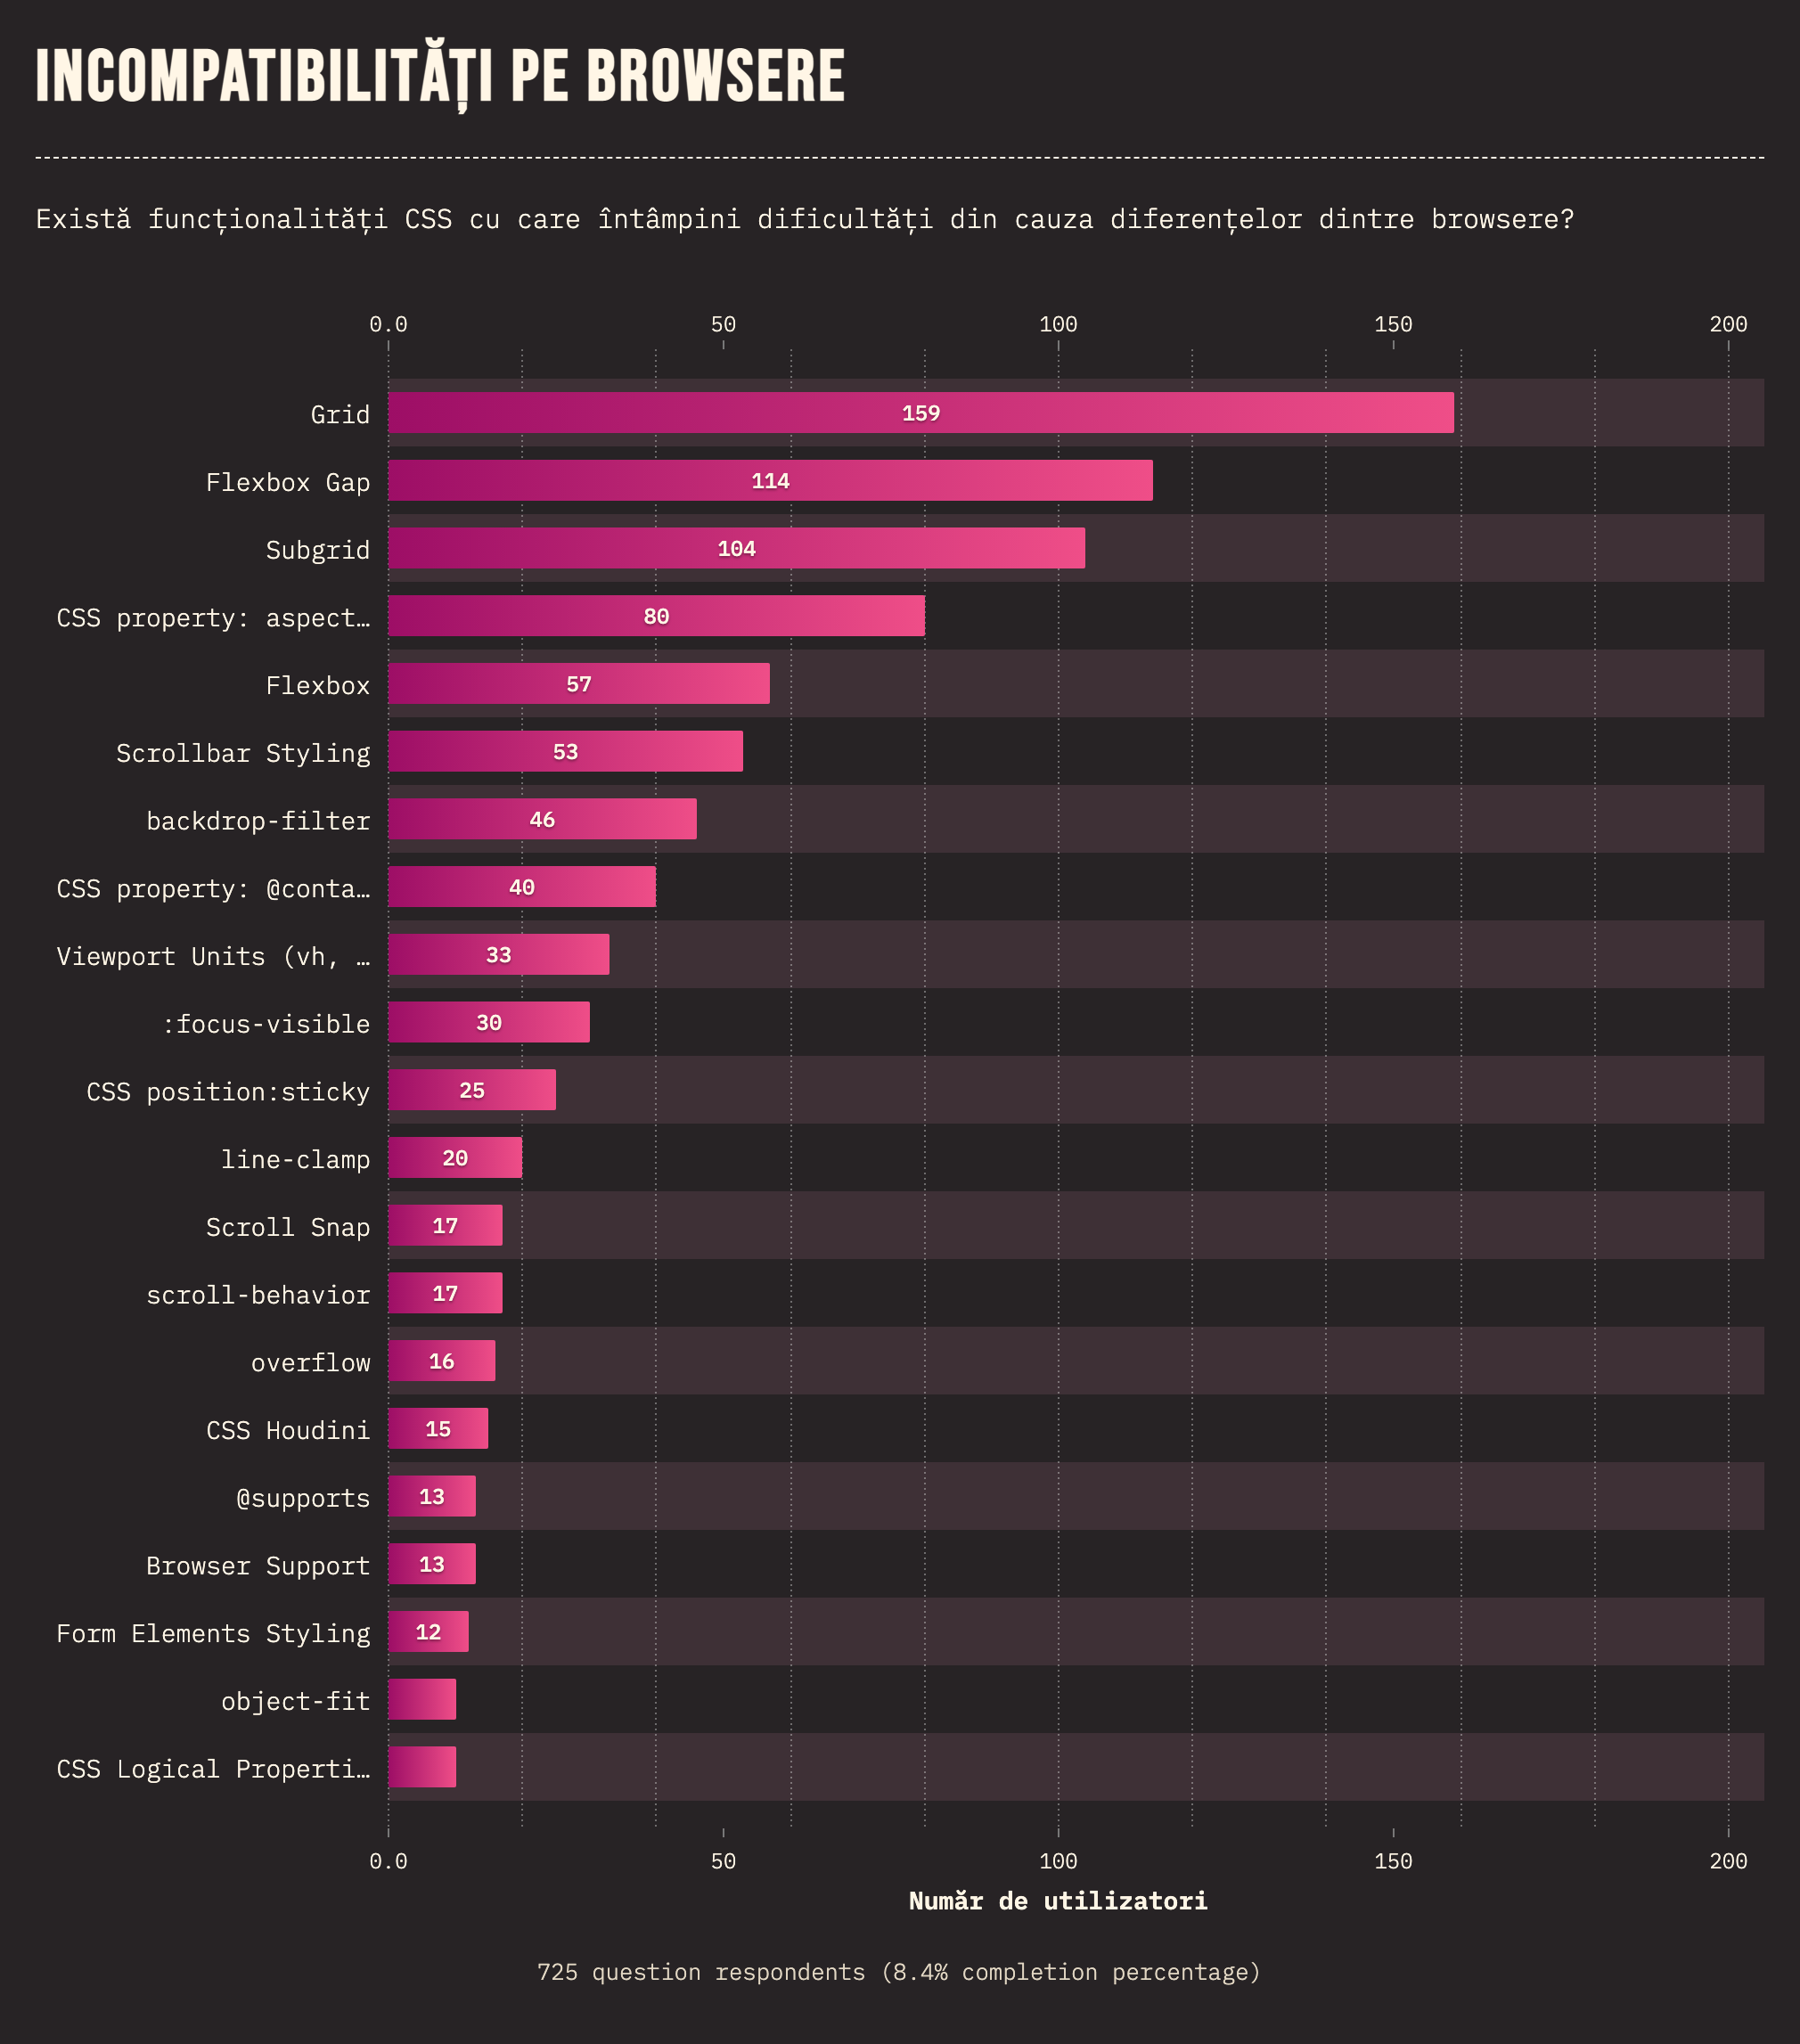 INCOMPATIBILITĂȚI PE BROWSERE
Există funcționalități CSS cu care întâmpini dificultăți din cauza diferențelor dintre browsere?
0.0 50 100 150 200
Grid 159
Flexbox Gap 114
Subgrid 104
CSS property: aspect… 80
Flexbox 57
Scrollbar Styling 53
backdrop-filter 46
CSS property: @conta… 40
Viewport Units (vh, … 33
:focus-visible 30
CSS position:sticky 25
line-clamp 20
Scroll Snap 17
scroll-behavior 17
overflow 16
CSS Houdini 15
@supports 13
Browser Support 13
Form Elements Styling 12
object-fit
CSS Logical Properti…
0.0 50 100 150 200
Număr de utilizatori
725 question respondents (8.4% completion percentage)